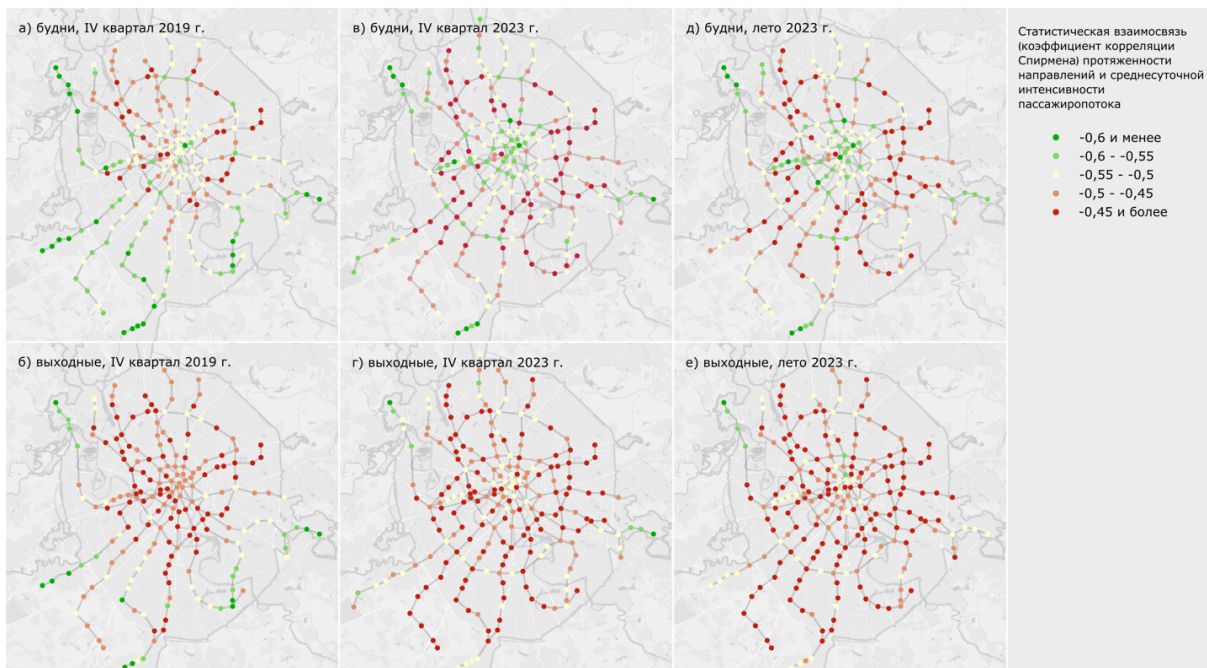 а) будни, IV квартал 2019 г.
в) будни, IV квартал 2023 г.
д) будни, лето 2023 г.
б) выходные, IV квартал 2019 г.
г) выходные, IV квартал 2023 г.
е) выходные, лето 2023 г.
Статистическая взаимосвязь
(коэффициент корреляции
Спирмена) протяженности
направлений и среднесуточной
интенсивности
пассажиропотока
-0,6 и менее
-0,6 - -0,55
-0,55 - -0,5
-0,5 - -0,45
-0,45 и более